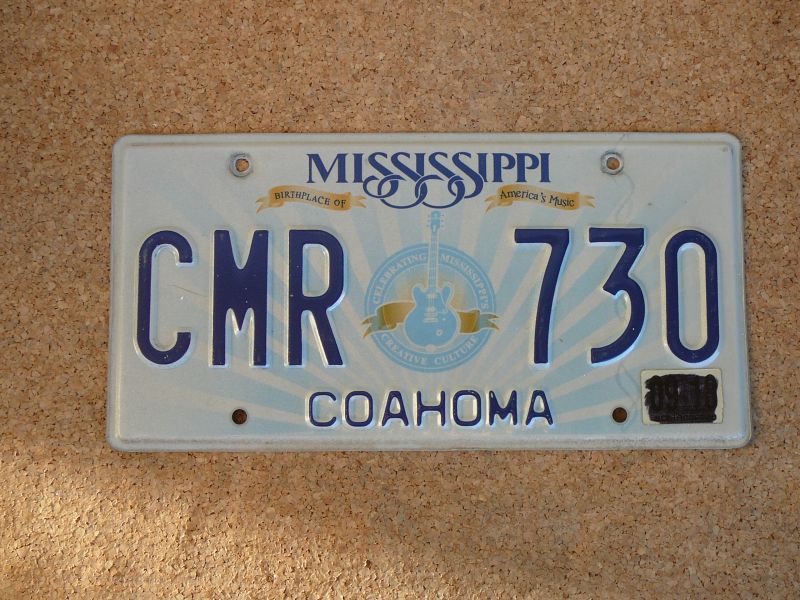 MISSISSIPPI
BIRTHPLACE OF America's Music
CMR 730
CELEBRATING MISSISSIPPI'S
CREATIVE CULTURE
COAHOMA